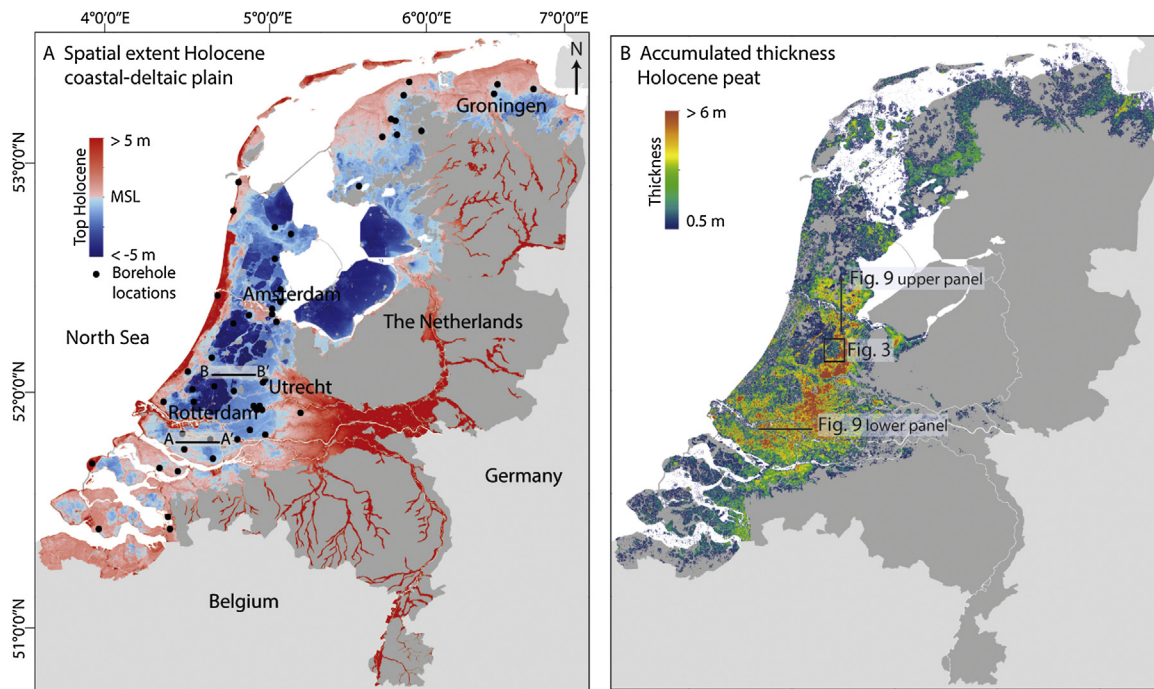 4°0'0"E 5°0'0"E 6°0'0"E 7°0'0"E
A Spatial extent Holocene
coastal-deltaic plain
N
> 5 m
MSL
< -5 m
Top Holocene
Borehole
locations
53°0'0"N
52°0'0"N
51°0'0"N
Groningen
Amsterdam
The Netherlands
North Sea
B B'
Utrecht
Rotterdam
A A'
Germany
Belgium
B Accumulated thickness
Holocene peat
> 6 m
Thickness
0.5 m
Fig. 9 upper panel
Fig. 3
Fig. 9 lower panel